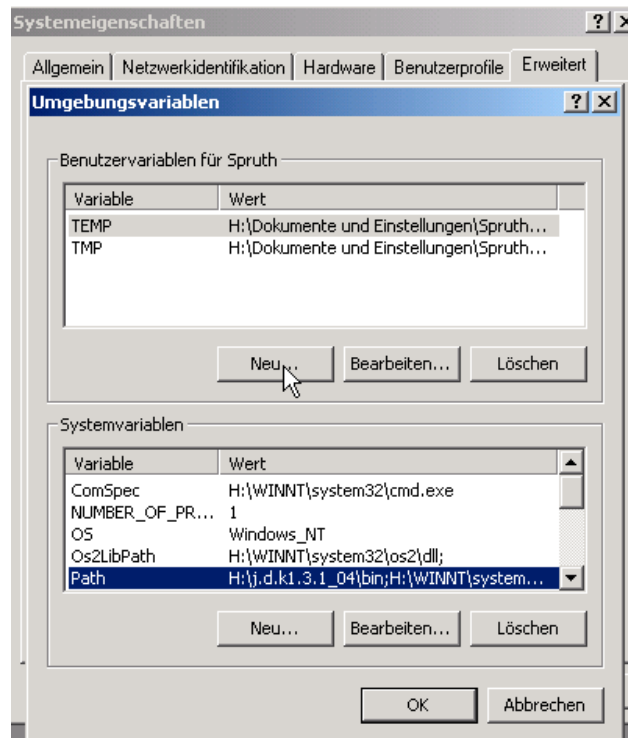 Systemeigenschaften
Allgemein Netzwerkidentifikation Hardware Benutzerprofile Erweitert
Umgebungsvariablen
Benutzervariablen für Spruth
Variable Wert
TEMP H:\Dokumente und Einstellungen\Spruth...
TMP H:\Dokumente und Einstellungen\Spruth...
Neu... Bearbeiten... Löschen
Systemvariablen
Variable Wert
ComSpec H:\WINNT\system32\cmd.exe
NUMBER_OF_PR... 1
OS Windows_NT
Os2LibPath H:\WINNT\system32\os2\dll;
Path H:\j.d.k1.3.1_04\bin;H:\WINNT\system...
Neu... Bearbeiten... Löschen
OK Abbrechen